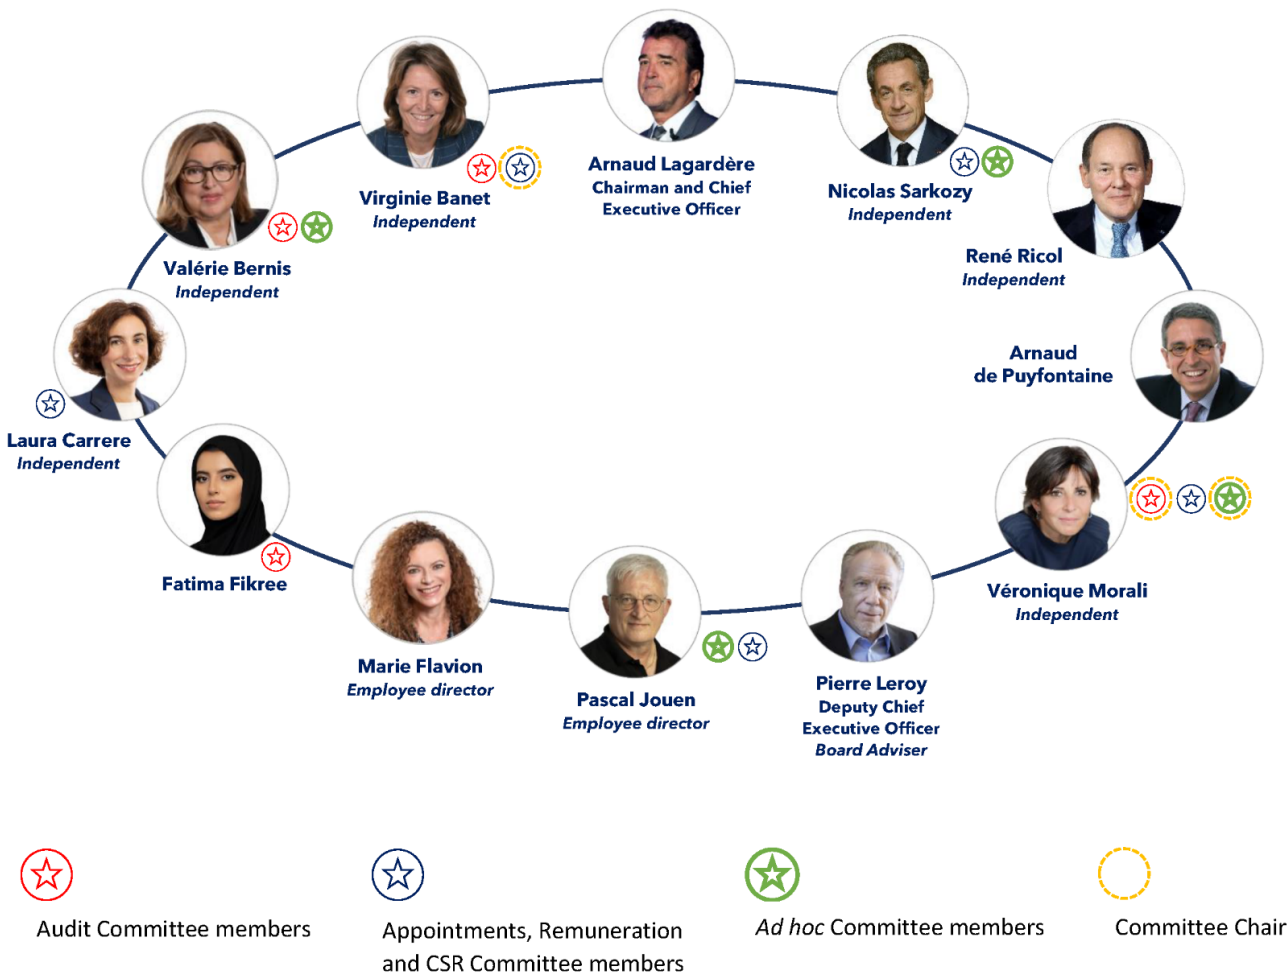 Arnaud Lagardère
Chairman and Chief
Executive Officer
Virginie Banet
Independent
Nicolas Sarkozy
Independent
Valérie Bernis
Independent
René Ricol
Independent
Arnaud
de Puyfontaine
Laura Carrere
Independent
Fatima Fikree
Véronique Morali
Independent
Marie Flavion
Employee director
Pascal Jouen
Employee director
Pierre Leroy
Deputy Chief
Executive Officer
Board Adviser
Audit Committee members
Appointments, Remuneration
and CSR Committee members
Ad hoc Committee members
Committee Chair